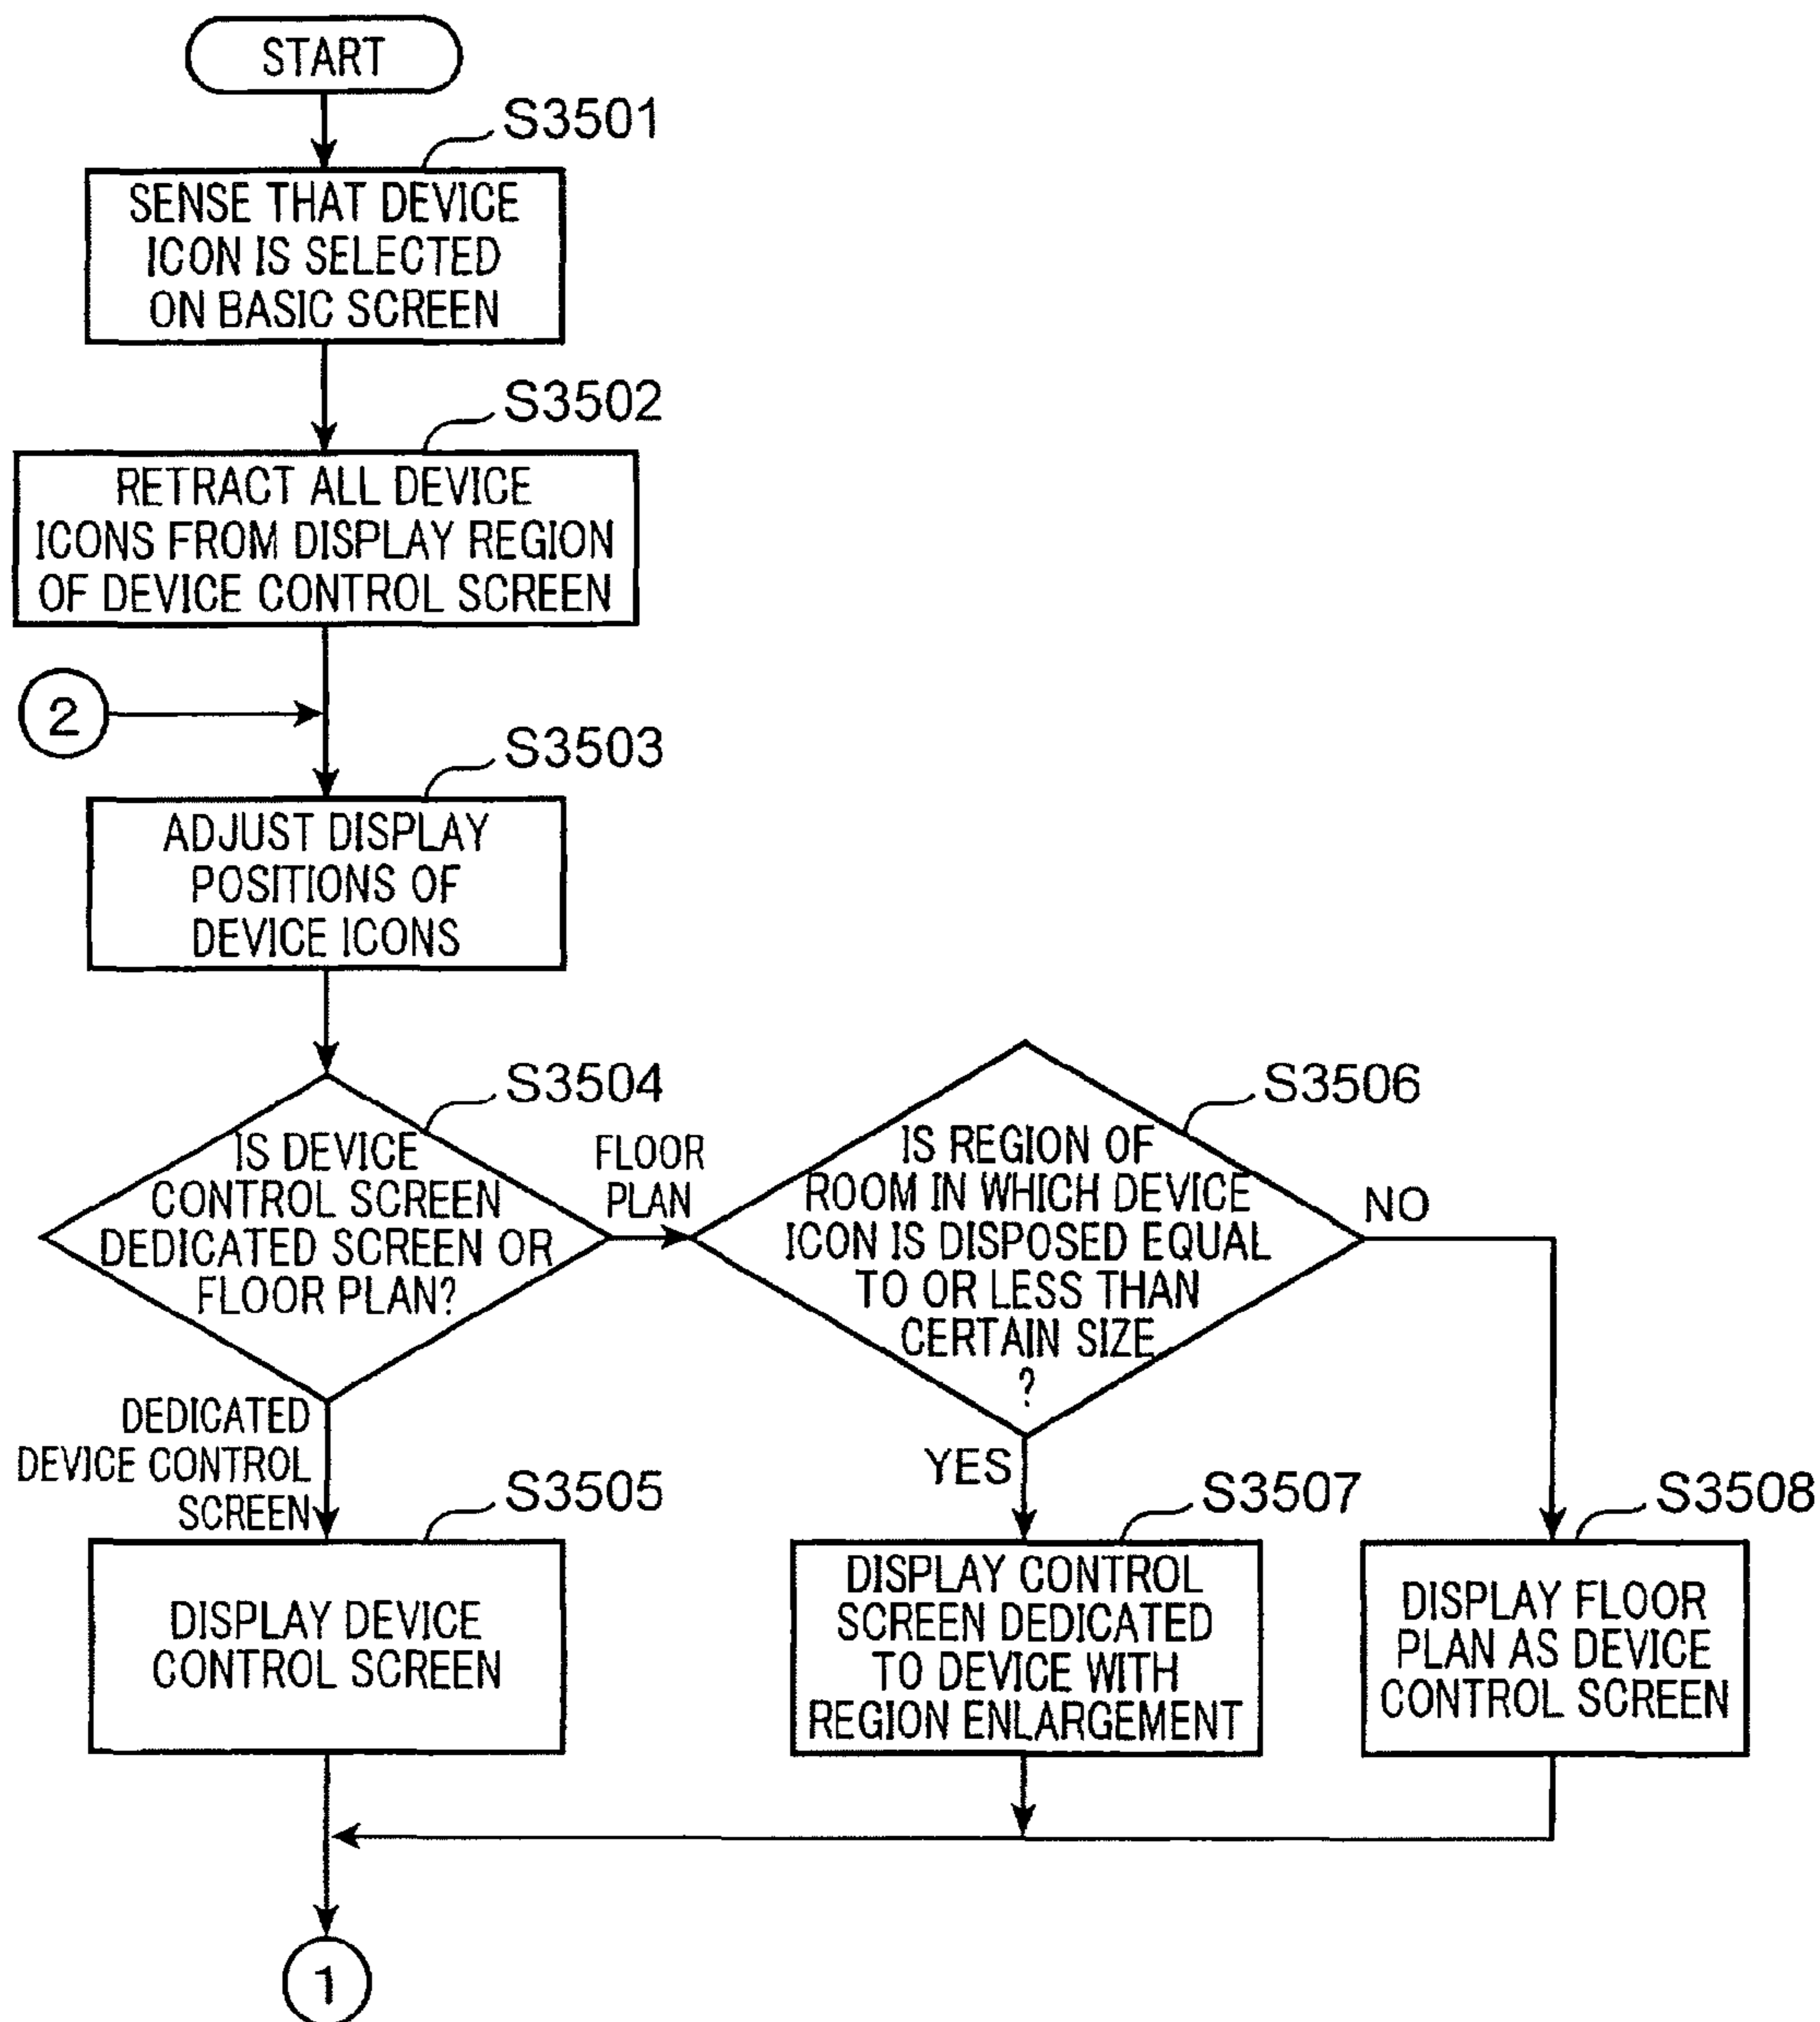 START
S3501
SENSE THAT DEVICE
ICON IS SELECTED
ON BASIC SCREEN
S3502
RETRACT ALL DEVICE
ICONS FROM DISPLAY REGION
OF DEVICE CONTROL SCREEN
2
S3503
ADJUST DISPLAY
POSITIONS OF
DEVICE ICONS
S3504
IS DEVICE
CONTROL SCREEN
DEDICATED SCREEN OR
FLOOR PLAN?
FLOOR
PLAN
S3506
IS REGION OF
ROOM IN WHICH DEVICE
ICON IS DISPOSED EQUAL
TO OR LESS THAN
CERTAIN SIZE
?
NO
DEDICATED
DEVICE CONTROL
SCREEN
YES
S3505
DISPLAY DEVICE
CONTROL SCREEN
S3507
DISPLAY CONTROL
SCREEN DEDICATED
TO DEVICE WITH
REGION ENLARGEMENT
S3508
DISPLAY FLOOR
PLAN AS DEVICE
CONTROL SCREEN
1